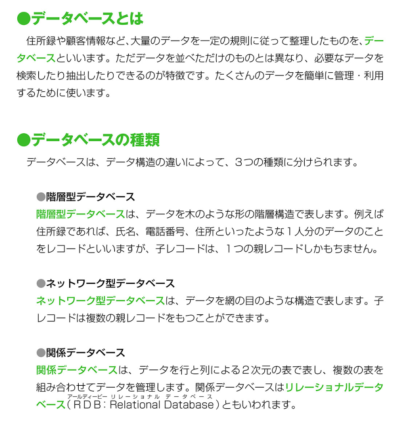 ●データベースとは
住所録や顧客情報など、大量のデータを一定の規則に従って整理したものを、デー
タベースといいます。ただデータを並べただけのものとは異なり、必要なデータを
検索したり抽出したりできるのが特徴です。たくさんのデータを簡単に管理・利用
するために使います。
●データベースの種類
データベースは、データ構造の違いによって、3つの種類に分けられます。
●階層型データベース
階層型データベースは、データを木のような形の階層構造で表します。例えば
住所録であれば、氏名、電話番号、住所といったような1人分のデータのこと
をレコードといいますが、子レコードは、1つの親レコードしかもちません。
●ネットワーク型データベース
ネットワーク型データベースは、データを網の目のような構造で表します。子
レコードは複数の親レコードをもつことができます。
●関係データベース
関係データベースは、データを行と列による2次元の表で表し、複数の表を
組み合わせてデータを管理します。関係データベースはリレーショナルデータ
アールディービー リレーショナル データベース
ベース(RDB:Relational Database)ともいわれます。